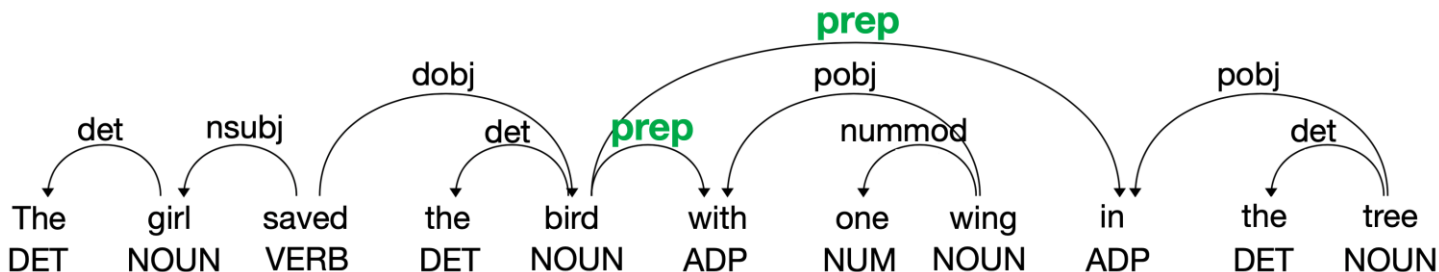 prep
dobj pobj pobj
det nsubj det prep nummod det
The girl saved the bird with one wing in the tree
DET NOUN VERB DET NOUN ADP NUM NOUN ADP DET NOUN